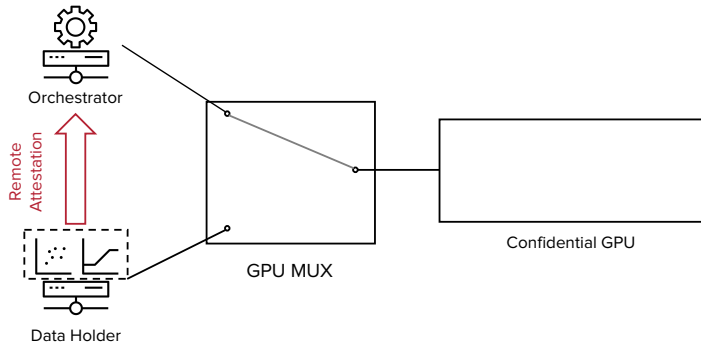 Orchestrator
Remote
Attestation
GPU MUX
Confidential GPU
Data Holder